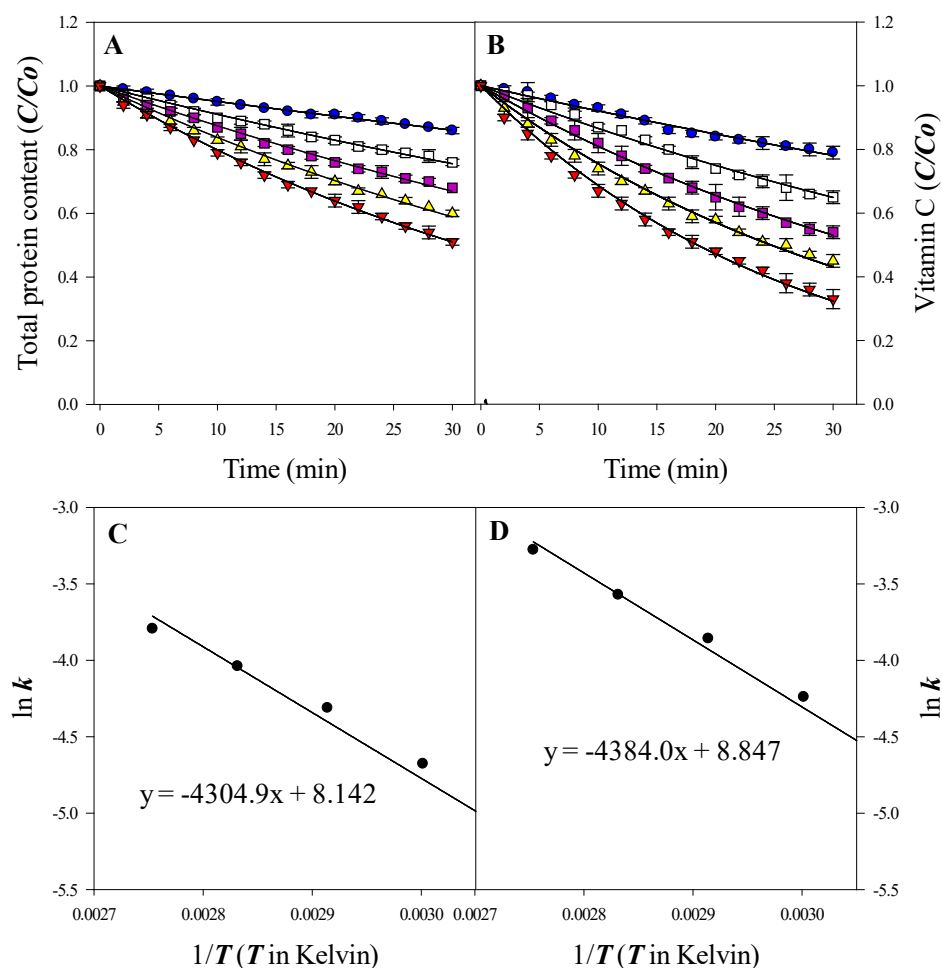 A
B
1.2
1.0
0.8
0.6
0.4
0.2
0.0
Total protein content (C/Co)
1.2
1.0
0.8
0.6
0.4
0.2
0.0
Vitamin C (C/Co)
0 5 10 15 20 25 30
0 5 10 15 20 25 30
Time (min)
Time (min)
C
D
-3.0
-3.5
-4.0
-4.5
-5.0
-5.5
ln k
-3.0
-3.5
-4.0
-4.5
-5.0
-5.5
ln k
y = -4304.9x + 8.142
y = -4384.0x + 8.847
0.0027 0.0028 0.0029 0.0030
0.0027 0.0028 0.0029 0.0030
1/T (T in Kelvin)
1/T (T in Kelvin)